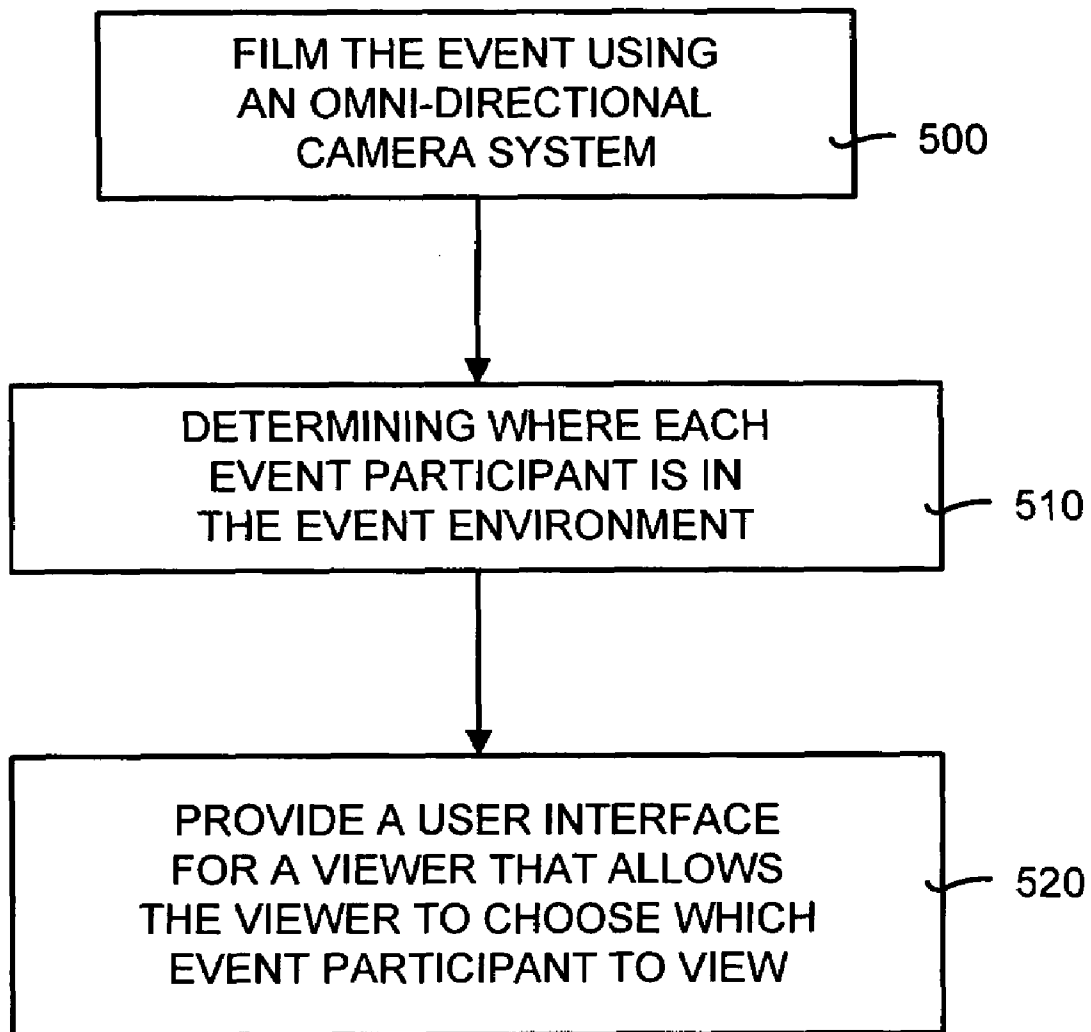 FILM THE EVENT USING
AN OMNI-DIRECTIONAL
CAMERA SYSTEM
500
DETERMINING WHERE EACH
EVENT PARTICIPANT IS IN
THE EVENT ENVIRONMENT
510
PROVIDE A USER INTERFACE
FOR A VIEWER THAT ALLOWS
THE VIEWER TO CHOOSE WHICH
EVENT PARTICIPANT TO VIEW
520